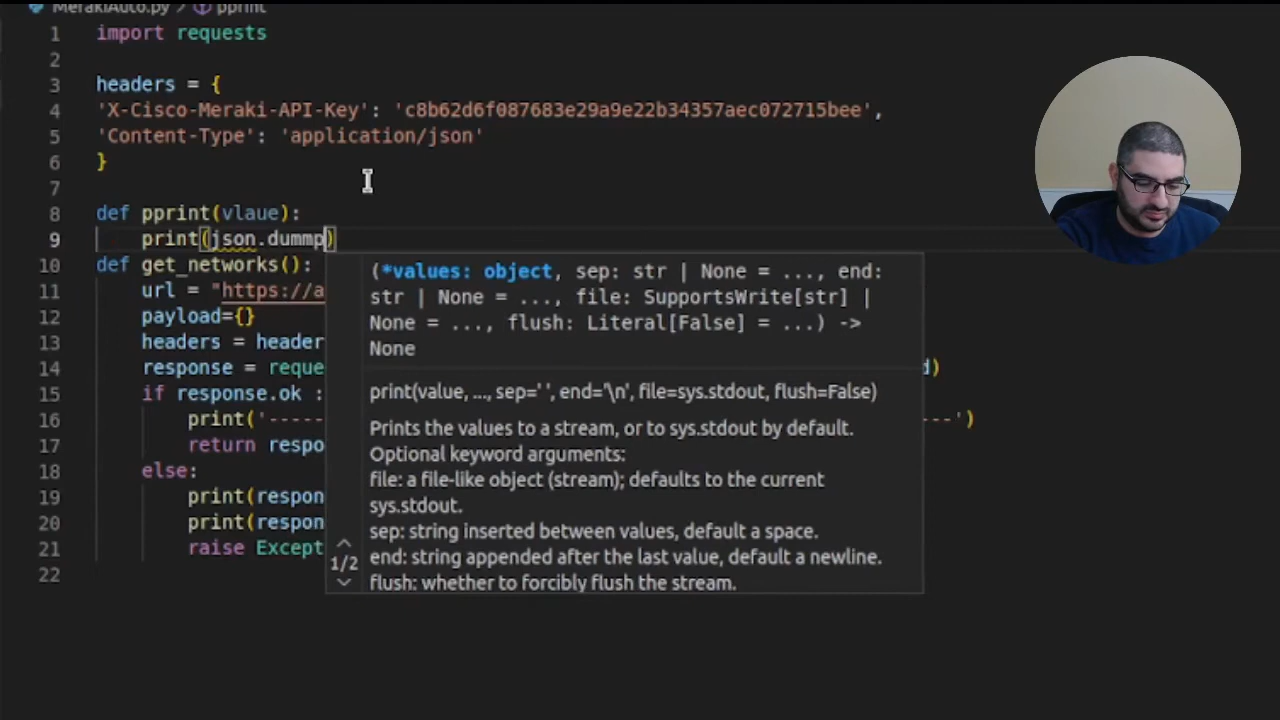 MerakiAuto.py > pprint
1 import requests
2
3 headers = {
4 'X-Cisco-Meraki-API-Key': 'c8b62d6f087683e29a9e22b34357aec072715bee',
5 'Content-Type': 'application/json'
6 }
7
8 def pprint(vlaue):
9 print(json.dummp)
10 def get_networks():
11 url = "https://a
12 payload={}
13 headers = header
14 response = reque d)
15 if response.ok :
16 print('----- ---')
17 return respo
18 else:
19 print(respon
20 print(respon
21 raise Except
22
(*values: object, sep: str | None = ..., end:
str | None = ..., file: SupportsWrite[str] |
None = ..., flush: Literal[False] = ...) ->
None
print(value, ..., sep=' ', end='\n', file=sys.stdout, flush=False)
Prints the values to a stream, or to sys.stdout by default.
Optional keyword arguments:
file: a file-like object (stream); defaults to the current
sys.stdout.
sep: string inserted between values, default a space.
end: string appended after the last value, default a newline.
flush: whether to forcibly flush the stream.
1/2